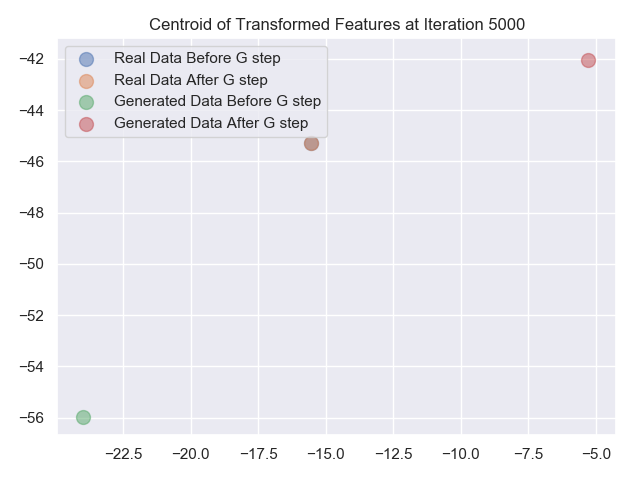 Centroid of Transformed Features at Iteration 5000
Real Data Before G step
Real Data After G step
Generated Data Before G step
Generated Data After G step
−42
−44
−46
−48
−50
−52
−54
−56
−22.5 −20.0 −17.5 −15.0 −12.5 −10.0 −7.5 −5.0